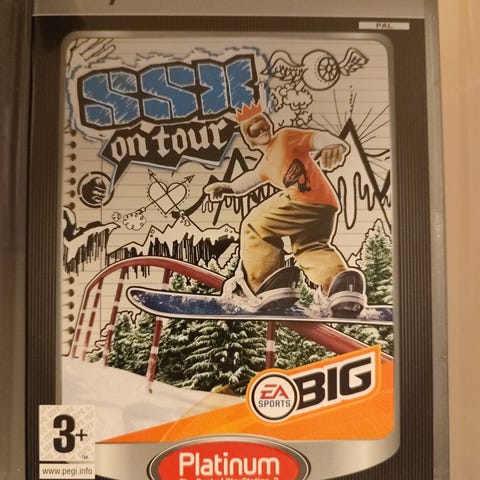 PAL
SSX
on tour
EA
SPORTS
BIG
3+
www.pegi.info
Platinum